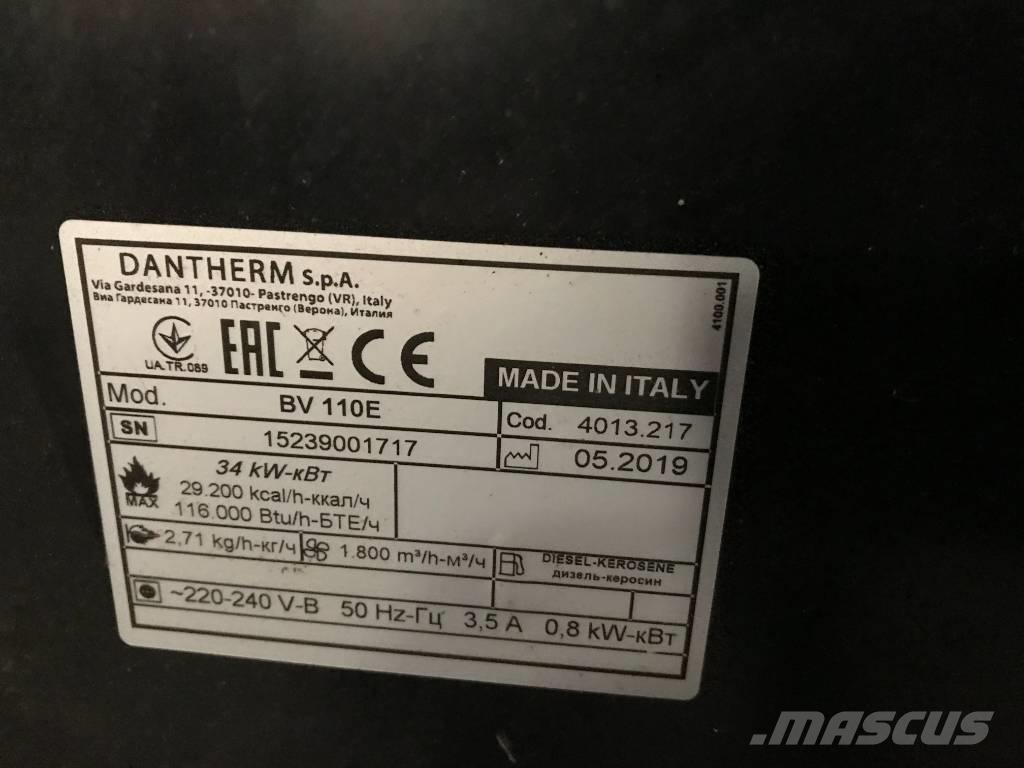 DANTHERM S.p.A.
Via Gardesana 11, -37010- Pastrengo (VR), Italy
Виа Гардесана 11, 37010 Пастренго (Верона), Италия
4100.001
UA.TR.089
EAC CE
MADE IN ITALY
Mod. BV 110E
Cod. 4013.217
SN 15239001717
05.2019
MAX
34 kW-кВт
29.200 kcal/h-ккал/ч
116.000 Btu/h-БТЕ/ч
2,71 kg/h-кг/ч
1.800 m³/h-м³/ч
DIESEL-KEROSENE
дизель-керосин
~220-240 V-В 50 Hz-Гц 3,5 A 0,8 kW-кВт
.MASCUS